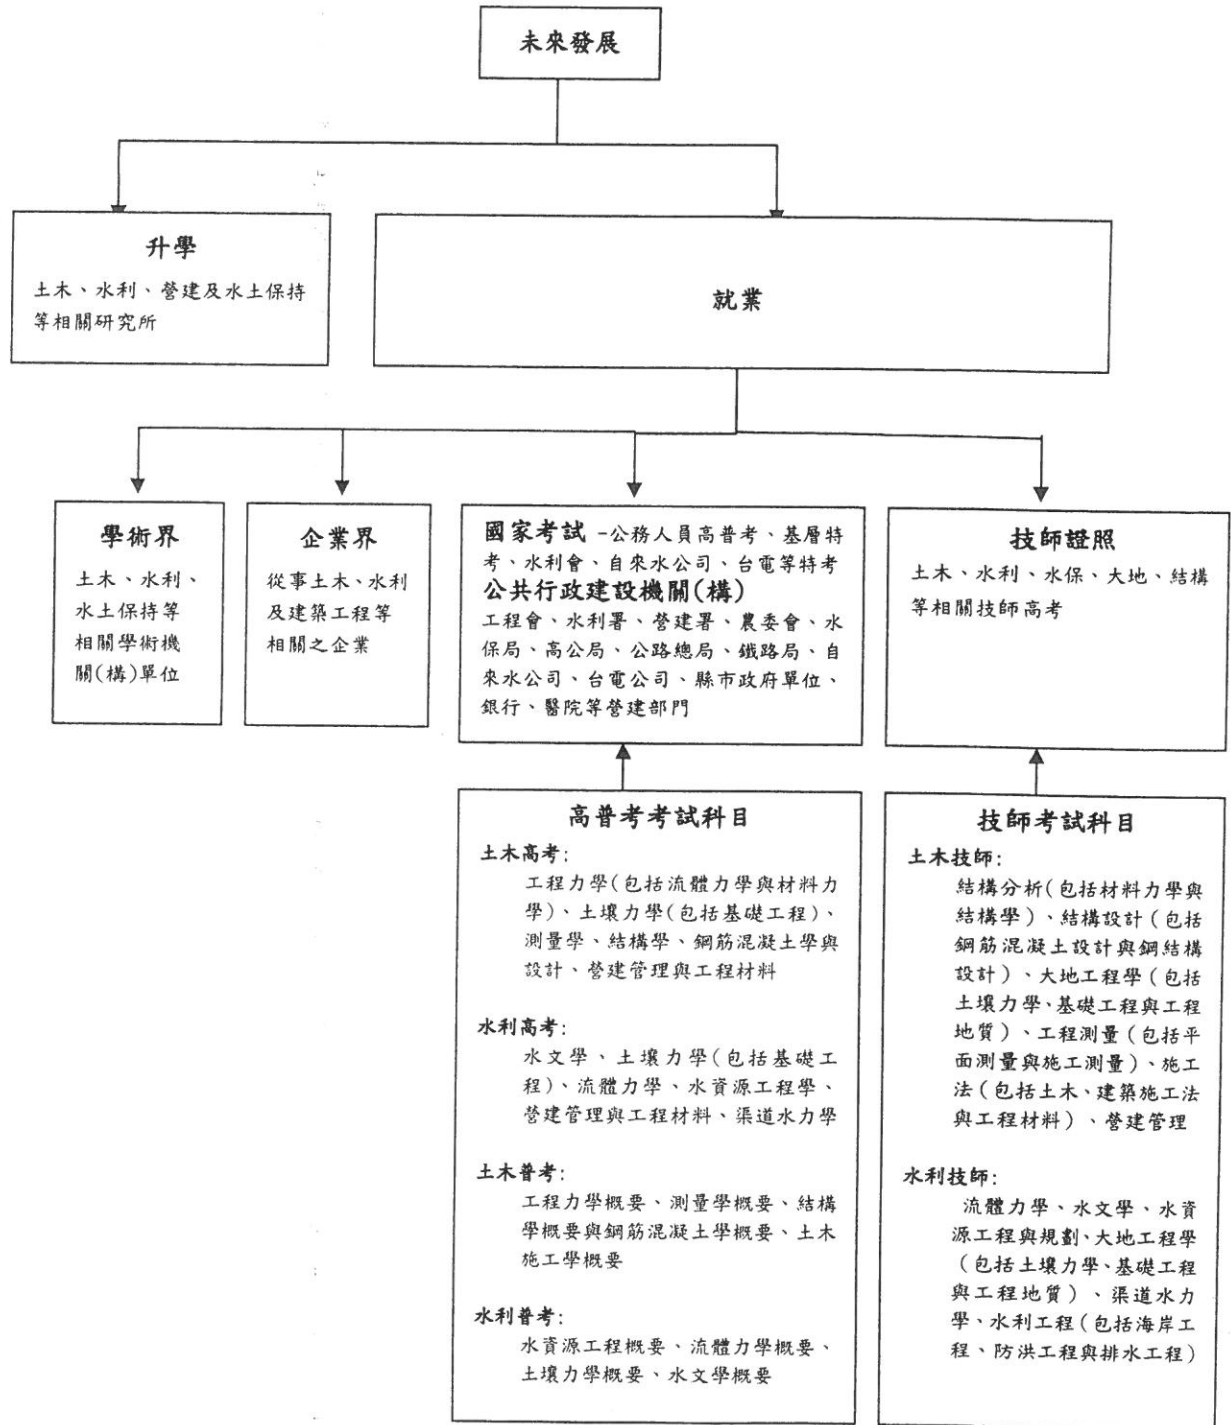 未來發展
升學
土木、水利、營建及水土保持
等相關研究所
就業
學術界
土木、水利、
水土保持等
相關學術機
關(構)單位
企業界
從事土木、水利
及建築工程等
相關之企業
國家考試 -公務人員高普考、基層特
考、水利會、自來水公司、台電等特考
公共行政建設機關(構)
工程會、水利署、營建署、農委會、水
保局、高公局、公路總局、鐵路局、自
來水公司、台電公司、縣市政府單位、
銀行、醫院等營建部門
技師證照
土木、水利、水保、大地、結構
等相關技師高考
高普考考試科目
土木高考:
工程力學(包括流體力學與材料力
學)、土壤力學(包括基礎工程)、
測量學、結構學、鋼筋混凝土學與
設計、營建管理與工程材料
水利高考:
水文學、土壤力學(包括基礎工
程)、流體力學、水資源工程學、
營建管理與工程材料、渠道水力學
土木普考:
工程力學概要、測量學概要、結構
學概要與鋼筋混凝土學概要、土木
施工學概要
水利普考:
水資源工程概要、流體力學概要、
土壤力學概要、水文學概要
技師考試科目
土木技師:
結構分析(包括材料力學與
結構學)、結構設計(包括
鋼筋混凝土設計與鋼結構
設計)、大地工程學(包括
土壤力學、基礎工程與工程
地質)、工程測量(包括平
面測量與施工測量)、施工
法(包括土木、建築施工法
與工程材料)、營建管理
水利技師:
流體力學、水文學、水資
源工程與規劃、大地工程學
(包括土壤力學、基礎工程
與工程地質)、渠道水力
學、水利工程(包括海岸工
程、防洪工程與排水工程)